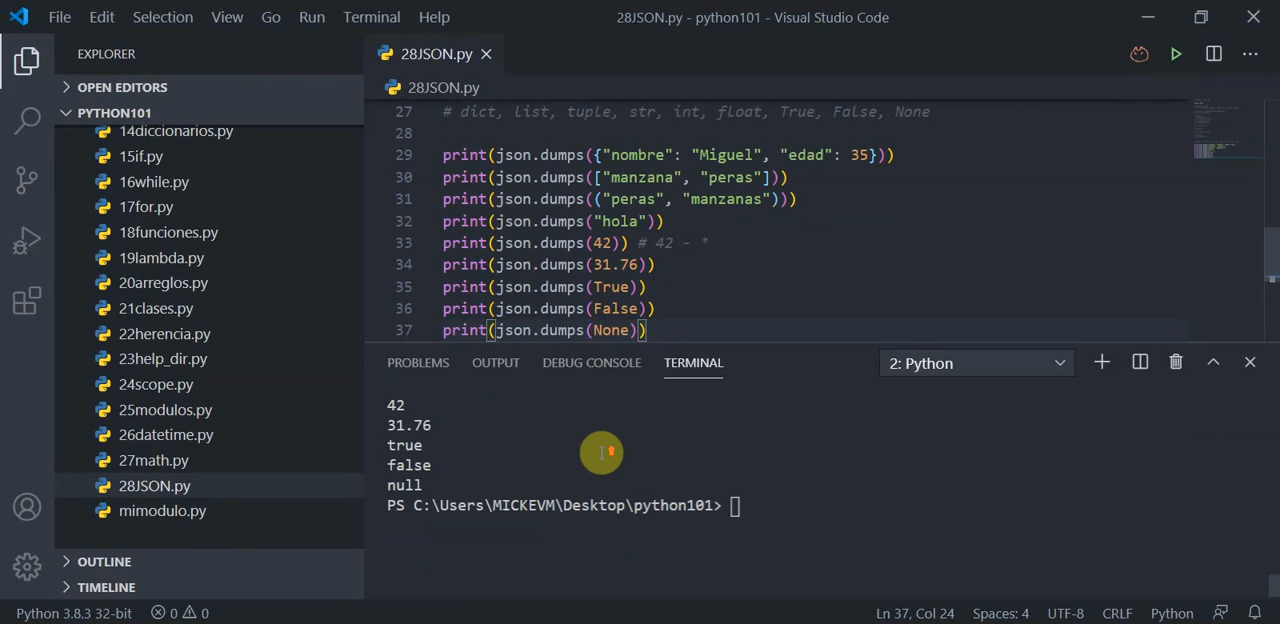 File Edit Selection View Go Run Terminal Help 28JSON.py - python101 - Visual Studio Code
EXPLORER
OPEN EDITORS
PYTHON101
14diccionarios.py
15if.py
16while.py
17for.py
18funciones.py
19lambda.py
20arreglos.py
21clases.py
22herencia.py
23help_dir.py
24scope.py
25modulos.py
26datetime.py
27math.py
28JSON.py
mimodulo.py
OUTLINE
TIMELINE
28JSON.py
28JSON.py
27 # dict, list, tuple, str, int, float, True, False, None
28
29 print(json.dumps({"nombre": "Miguel", "edad": 35}))
30 print(json.dumps(["manzana", "peras"]))
31 print(json.dumps(("peras", "manzanas")))
32 print(json.dumps("hola"))
33 print(json.dumps(42)) # 42 - *
34 print(json.dumps(31.76))
35 print(json.dumps(True))
36 print(json.dumps(False))
37 print(json.dumps(None))
PROBLEMS OUTPUT DEBUG CONSOLE TERMINAL 2: Python
42
31.76
true
false
null
PS C:\Users\MICKEVM\Desktop\python101>
Python 3.8.3 32-bit 0 0 Ln 37, Col 24 Spaces: 4 UTF-8 CRLF Python